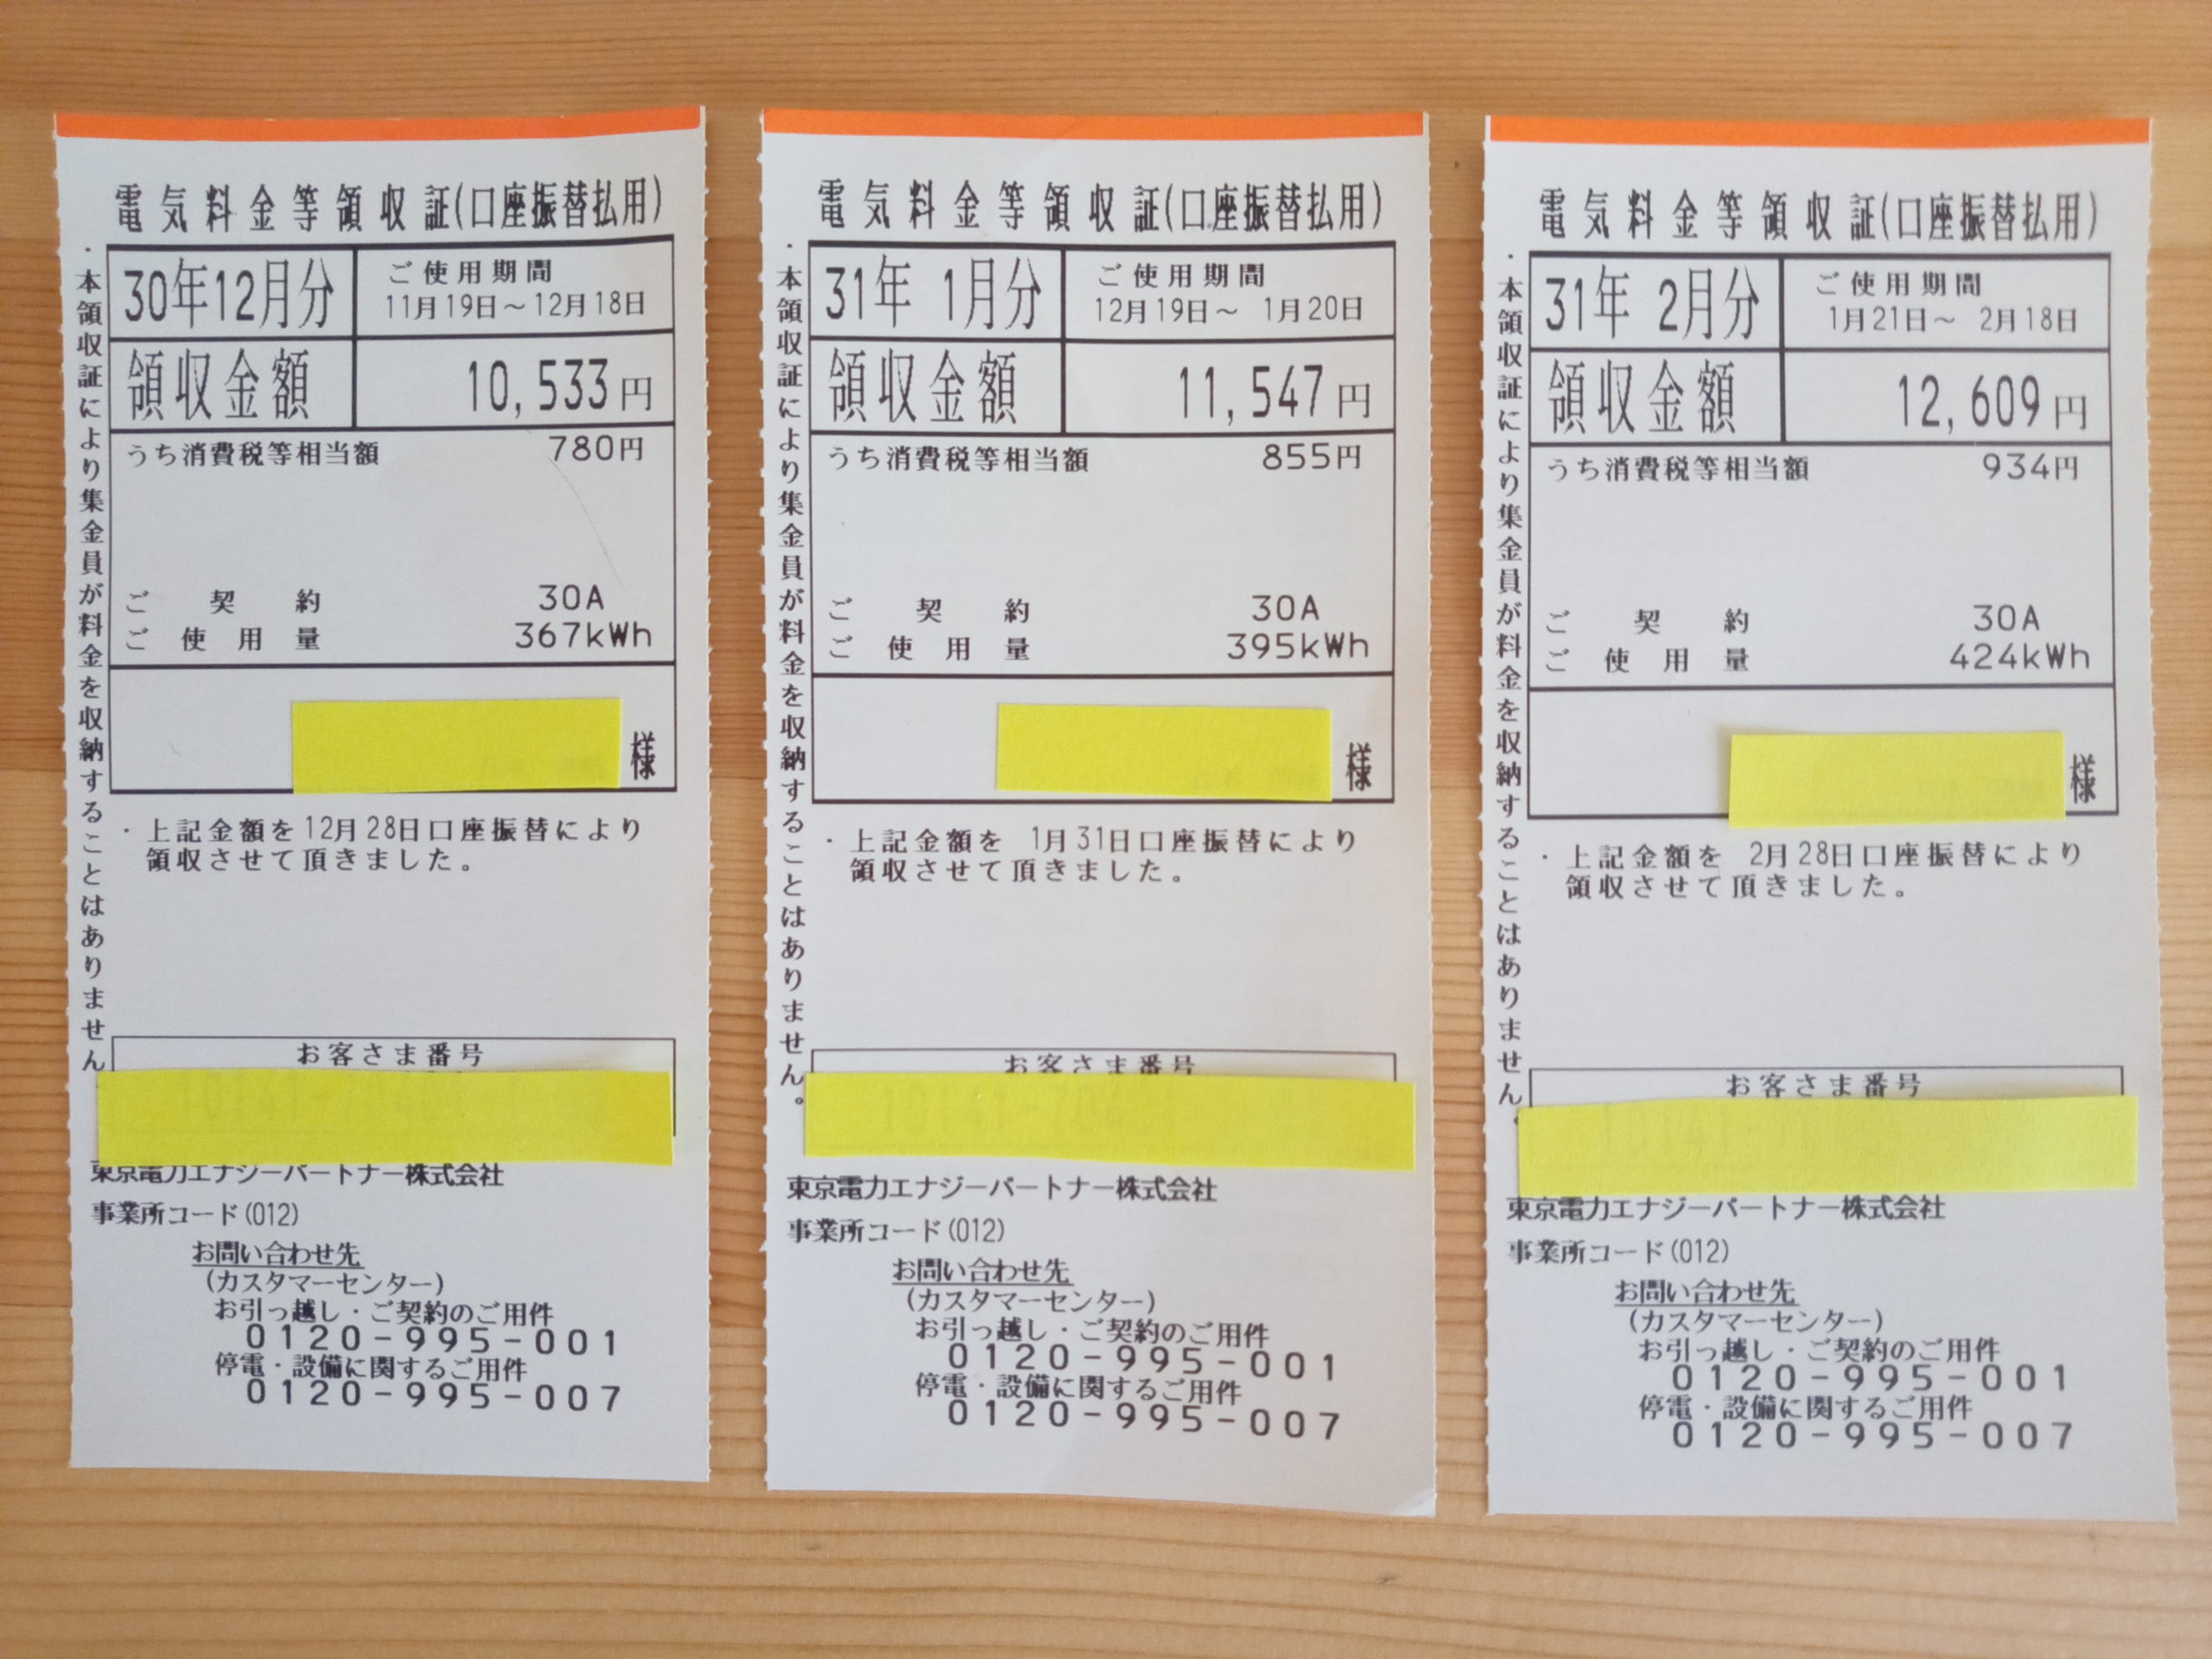 電気料金等領収証(口座振替払用)
・本領収証により集金員が料金を収納することはありません
30年12月分
ご使用期間
11月19日～12月18日
領収金額 10,533円
うち消費税等相当額 780円
ご契約 30A
ご使用量 367kWh
様
・上記金額を12月28日口座振替により
領収させて頂きました。
お客さま番号
東京電力エナジーパートナー株式会社
事業所コード(012)
お問い合わせ先
(カスタマーセンター)
お引っ越し・ご契約のご用件
0120-995-001
停電・設備に関するご用件
0120-995-007
電気料金等領収証(口座振替払用)
・本領収証により集金員が料金を収納することはありません。
31年 1月分
ご使用期間
12月19日～ 1月20日
領収金額 11,547円
うち消費税等相当額 855円
ご契約 30A
ご使用量 395kWh
様
・上記金額を 1月31日口座振替により
領収させて頂きました。
お客さま番号
東京電力エナジーパートナー株式会社
事業所コード(012)
お問い合わせ先
(カスタマーセンター)
お引っ越し・ご契約のご用件
0120-995-001
停電・設備に関するご用件
0120-995-007
電気料金等領収証(口座振替払用)
・本領収証により集金員が料金を収納することはありません。
31年 2月分
ご使用期間
1月21日～ 2月18日
領収金額 12,609円
うち消費税等相当額 934円
ご契約 30A
ご使用量 424kWh
様
・上記金額を 2月28日口座振替により
領収させて頂きました。
お客さま番号
東京電力エナジーパートナー株式会社
事業所コード(012)
お問い合わせ先
(カスタマーセンター)
お引っ越し・ご契約のご用件
0120-995-001
停電・設備に関するご用件
0120-995-007